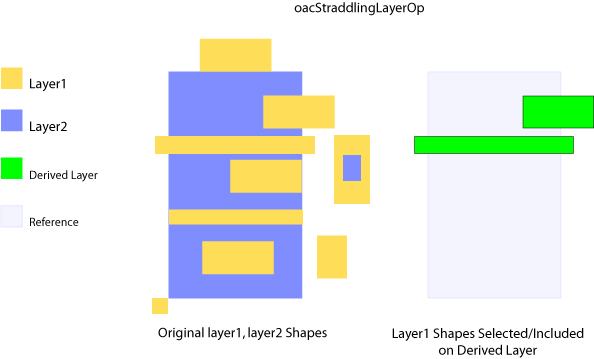 oacStraddlingLayerOp
Layer1
Layer2
Derived Layer
Reference
Original layer1, layer2 Shapes
Layer1 Shapes Selected/Included
on Derived Layer